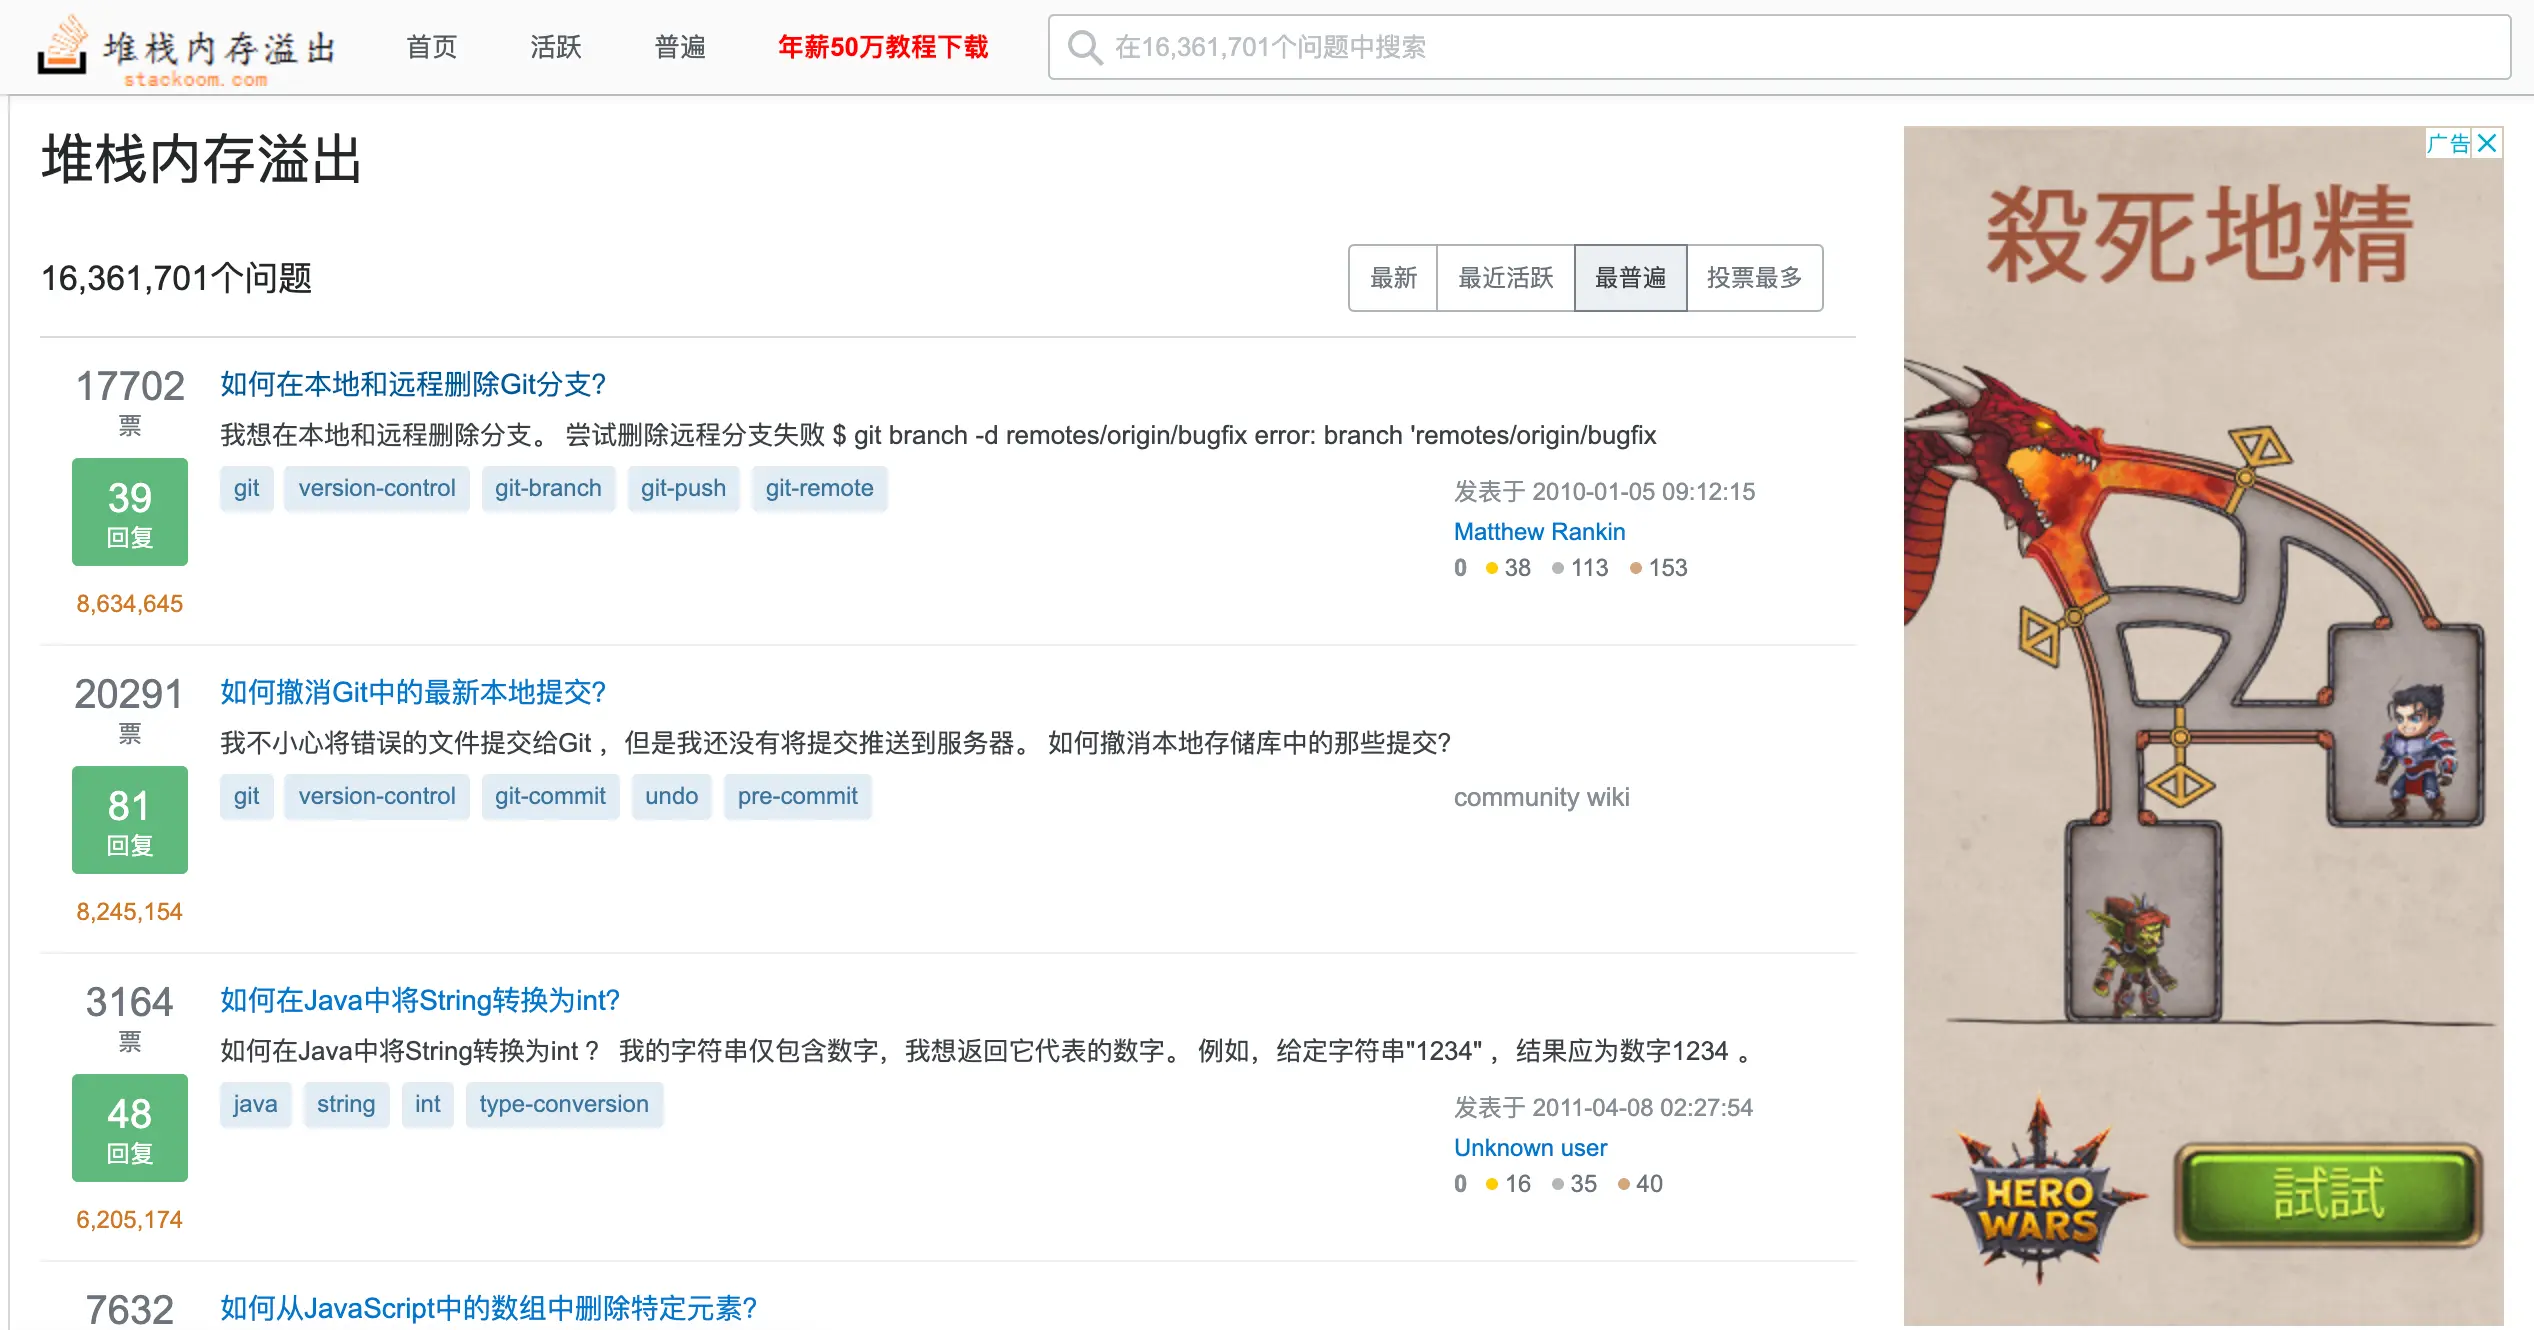 堆栈内存溢出
stackoom.com
首页 活跃 普遍 年薪50万教程下载
在16,361,701个问题中搜索
堆栈内存溢出
16,361,701个问题
最新 最近活跃 最普遍 投票最多
17702
票
39
回复
8,634,645
如何在本地和远程删除Git分支?
我想在本地和远程删除分支。 尝试删除远程分支失败 $ git branch -d remotes/origin/bugfix error: branch 'remotes/origin/bugfix
git version-control git-branch git-push git-remote
发表于 2010-01-05 09:12:15
Matthew Rankin
0 38 113 153
20291
票
81
回复
8,245,154
如何撤消Git中的最新本地提交?
我不小心将错误的文件提交给Git ，但是我还没有将提交推送到服务器。 如何撤消本地存储库中的那些提交?
git version-control git-commit undo pre-commit
community wiki
3164
票
48
回复
6,205,174
如何在Java中将String转换为int?
如何在Java中将String转换为int ？ 我的字符串仅包含数字，我想返回它代表的数字。 例如，给定字符串"1234" ，结果应为数字1234 。
java string int type-conversion
发表于 2011-04-08 02:27:54
Unknown user
0 16 35 40
7632
如何从JavaScript中的数组中删除特定元素?
广告
殺死地精
HERO
WARS
試試